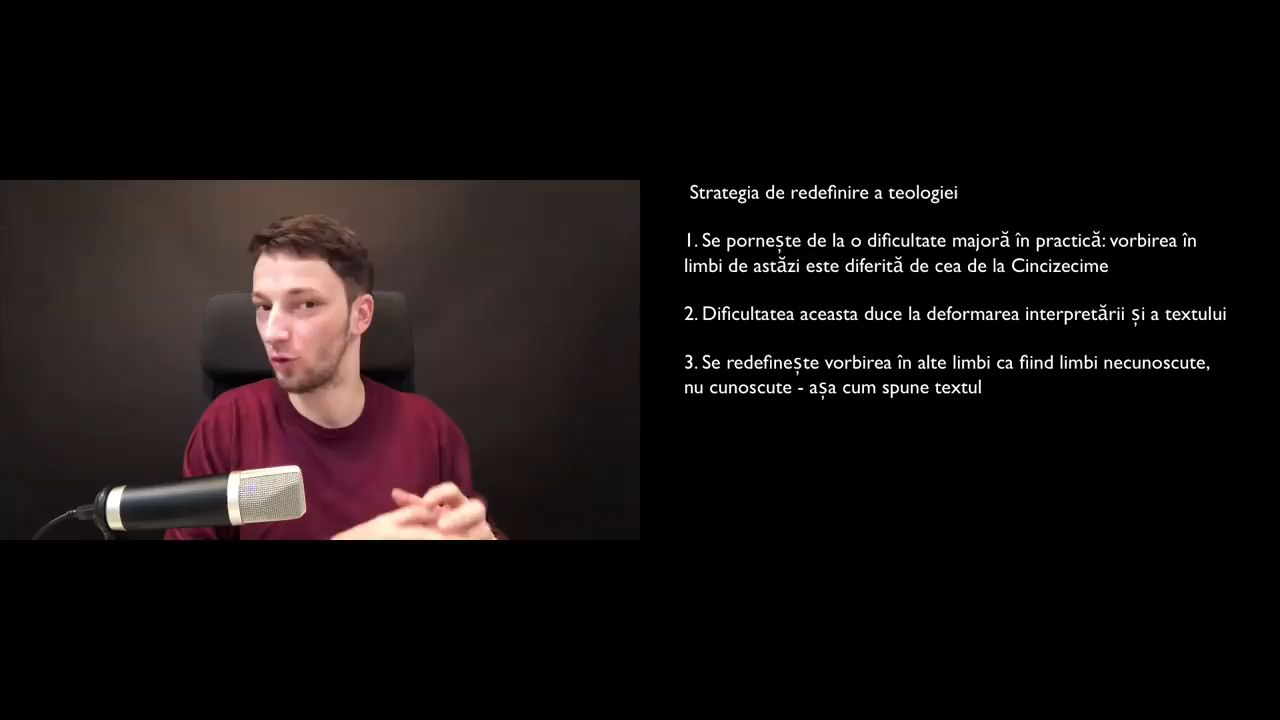 Strategia de redefinire a teologiei
1. Se pornește de la o dificultate majoră în practică: vorbirea în
limbi de astăzi este diferită de cea de la Cincizecime
2. Dificultatea aceasta duce la deformarea interpretării și a textului
3. Se redefinește vorbirea în alte limbi ca fiind limbi necunoscute,
nu cunoscute - așa cum spune textul